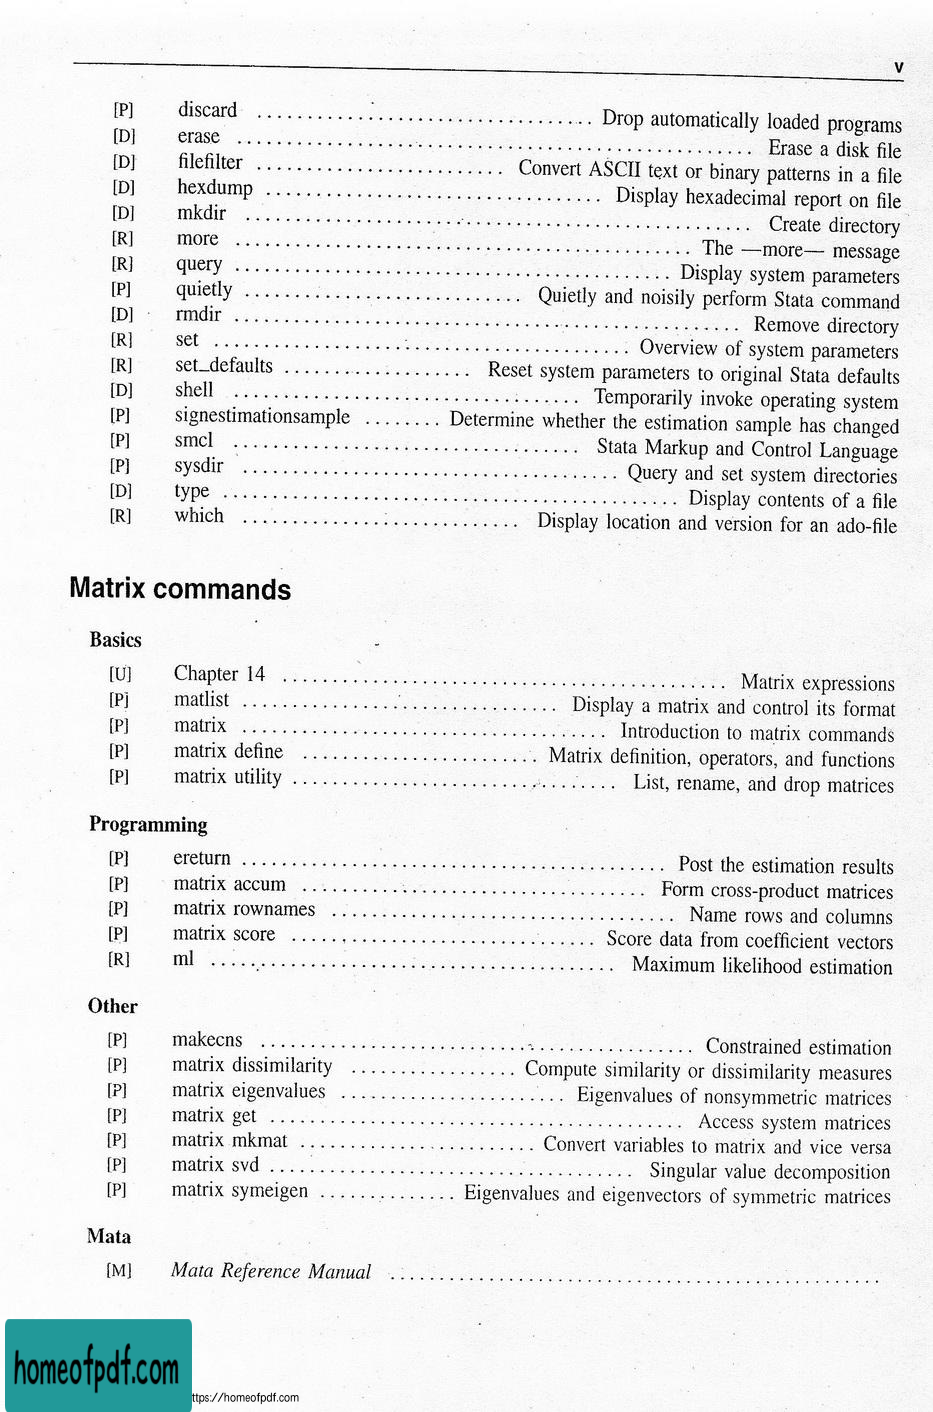 v
[P] discard .................................. Drop automatically loaded programs
[D] erase .................................................... Erase a disk file
[D] filefilter ......................... Convert ASCII text or binary patterns in a file
[D] hexdump .................................. Display hexadecimal report on file
[D] mkdir ................................................... Create directory
[R] more .............................................. The —more— message
[R] query ............................................ Display system parameters
[P] quietly ............................ Quietly and noisily perform Stata command
[D] rmdir ................................................... Remove directory
[R] set ........................................... Overview of system parameters
[R] set_defaults ................... Reset system parameters to original Stata defaults
[D] shell ................................... Temporarily invoke operating system
[P] signestimationsample ........ Determine whether the estimation sample has changed
[P] smcl ................................... Stata Markup and Control Language
[P] sysdir ...................................... Query and set system directories
[D] type .............................................. Display contents of a file
[R] which ............................ Display location and version for an ado-file
Matrix commands
Basics
[U] Chapter 14 ............................................. Matrix expressions
[P] matlist ................................ Display a matrix and control its format
[P] matrix ..................................... Introduction to matrix commands
[P] matrix define ........................ Matrix definition, operators, and functions
[P] matrix utility ................................. List, rename, and drop matrices
Programming
[P] ereturn ........................................... Post the estimation results
[P] matrix accum ................................... Form cross-product matrices
[P] matrix rownames ................................... Name rows and columns
[P] matrix score ............................... Score data from coefficient vectors
[R] ml ......................................... Maximum likelihood estimation
Other
[P] makecns ............................................ Constrained estimation
[P] matrix dissimilarity ................. Compute similarity or dissimilarity measures
[P] matrix eigenvalues ....................... Eigenvalues of nonsymmetric matrices
[P] matrix get .......................................... Access system matrices
[P] matrix mkmat ........................ Convert variables to matrix and vice versa
[P] matrix svd ..................................... Singular value decomposition
[P] matrix symeigen .............. Eigenvalues and eigenvectors of symmetric matrices
Mata
[M] Mata Reference Manual ..................................................
homeofpdf.com
ttps://homeofpdf.com